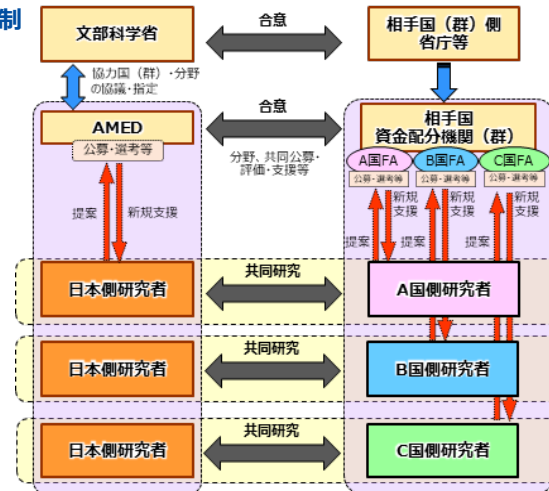 制
文部科学省
合意
相手国（群）側
省庁等
協力国（群）・分野
の協議・指定
AMED
公募・選考等
合意
分野、共同公募・
評価・支援等
相手国
資金配分機関（群）
A国FA
B国FA
C国FA
公募・選考等
公募・選考等
公募・選考等
提案
新規支援
提案
新規
支援
提案
新規
支援
提案
新規
支援
日本側研究者
共同研究
A国側研究者
日本側研究者
共同研究
B国側研究者
日本側研究者
共同研究
C国側研究者